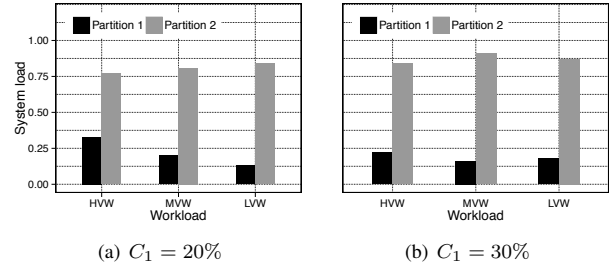 Partition 1 Partition 2
System load
1.00
0.75
0.50
0.25
0.00
HVW MVW LVW
Workload
(a) C₁ = 20%
Partition 1 Partition 2
HVW MVW LVW
Workload
(b) C₁ = 30%